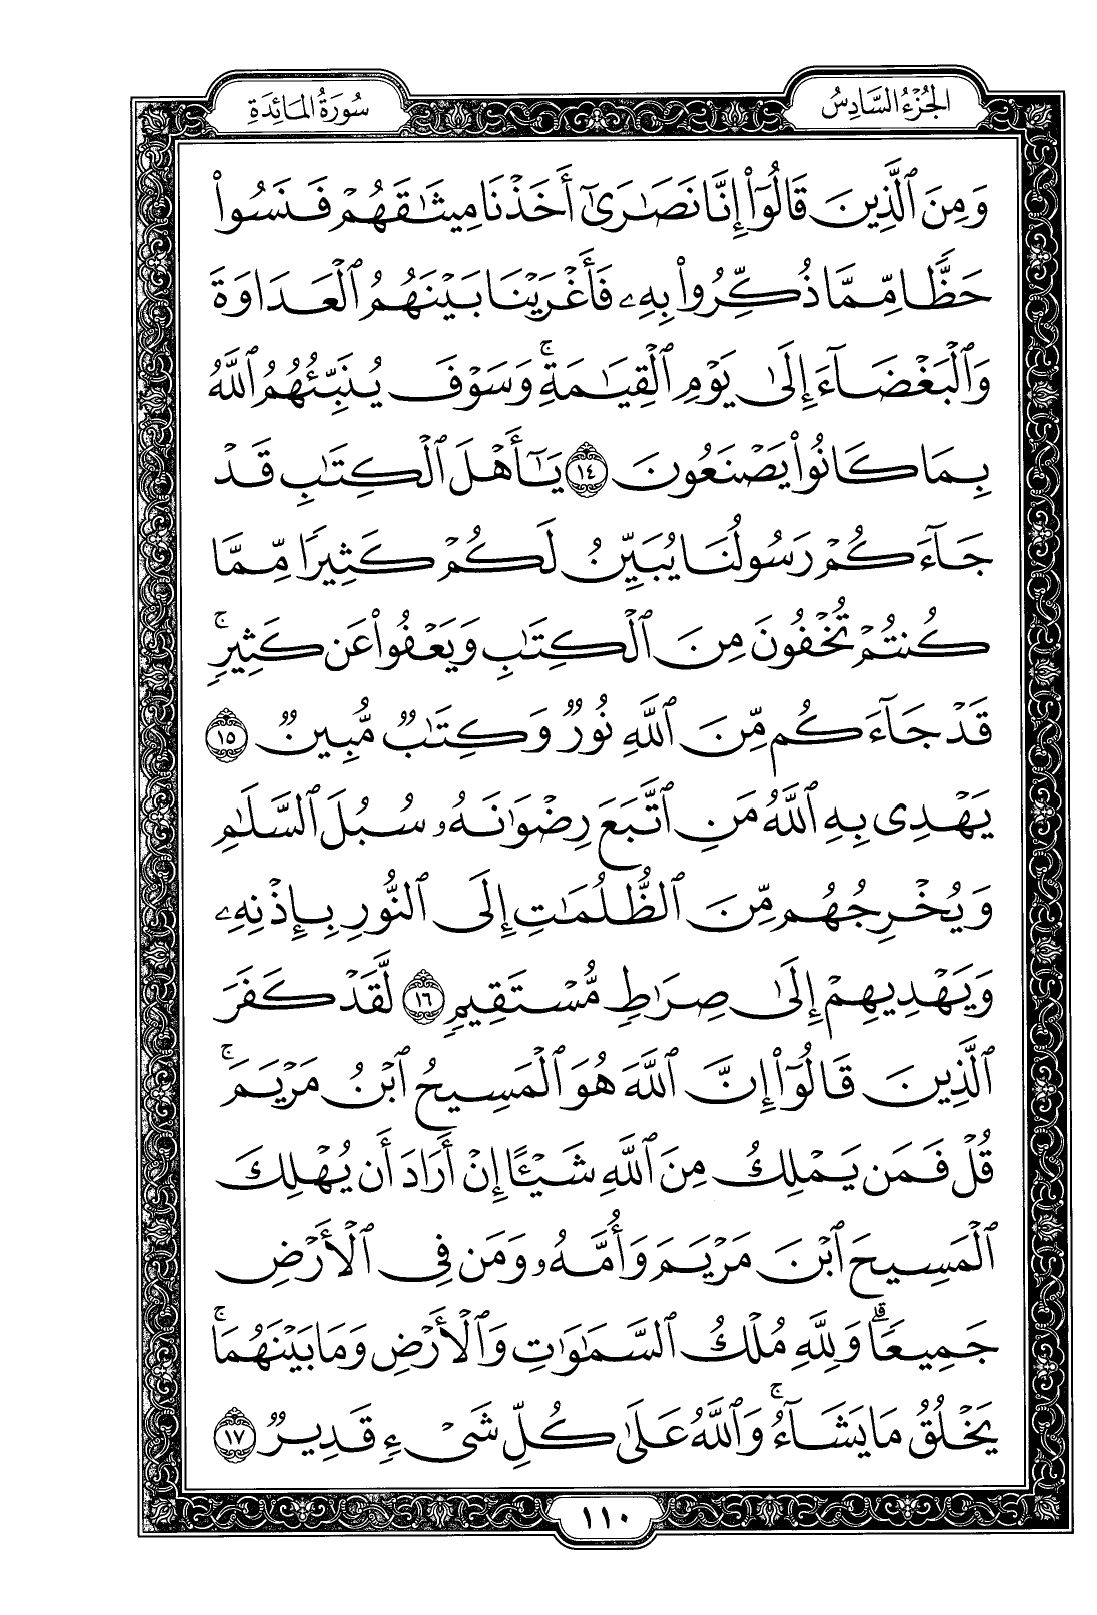 الجُزْءُ السَّادِسُ
سُورَةُ المَائِدَةِ
وَمِنَ ٱلَّذِينَ قَالُوٓاْ إِنَّا نَصَٰرَىٰٓ أَخَذْنَا مِيثَٰقَهُمْ فَنَسُواْ
حَظًّا مِّمَّا ذُكِّرُواْ بِهِۦ فَأَغْرَيْنَا بَيْنَهُمُ ٱلْعَدَاوَةَ
وَٱلْبَغْضَآءَ إِلَىٰ يَوْمِ ٱلْقِيَٰمَةِۚ وَسَوْفَ يُنَبِّئُهُمُ ٱللَّهُ
بِمَا كَانُواْ يَصْنَعُونَ ١٤ يَٰٓأَهْلَ ٱلْكِتَٰبِ قَدْ
جَآءَكُمْ رَسُولُنَا يُبَيِّنُ لَكُمْ كَثِيرًا مِّمَّا
كُنتُمْ تُخْفُونَ مِنَ ٱلْكِتَٰبِ وَيَعْفُواْ عَن كَثِيرٍۚ
قَدْ جَآءَكُم مِّنَ ٱللَّهِ نُورٌ وَكِتَٰبٌ مُّبِينٌ ١٥
يَهْدِى بِهِ ٱللَّهُ مَنِ ٱتَّبَعَ رِضْوَٰنَهُۥ سُبُلَ ٱلسَّلَٰمِ
وَيُخْرِجُهُم مِّنَ ٱلظُّلُمَٰتِ إِلَى ٱلنُّورِ بِإِذْنِهِۦ
وَيَهْدِيهِمْ إِلَىٰ صِرَٰطٍ مُّسْتَقِيمٍ ١٦ لَّقَدْ كَفَرَ
ٱلَّذِينَ قَالُوٓاْ إِنَّ ٱللَّهَ هُوَ ٱلْمَسِيحُ ٱبْنُ مَرْيَمَۚ
قُلْ فَمَن يَمْلِكُ مِنَ ٱللَّهِ شَيْـًٔا إِنْ أَرَادَ أَن يُهْلِكَ
ٱلْمَسِيحَ ٱبْنَ مَرْيَمَ وَأُمَّهُۥ وَمَن فِى ٱلْأَرْضِ
جَمِيعًاۗ وَلِلَّهِ مُلْكُ ٱلسَّمَٰوَٰتِ وَٱلْأَرْضِ وَمَا بَيْنَهُمَاۚ
يَخْلُقُ مَا يَشَآءُۚ وَٱللَّهُ عَلَىٰ كُلِّ شَىْءٍ قَدِيرٌ ١٧
١١٠